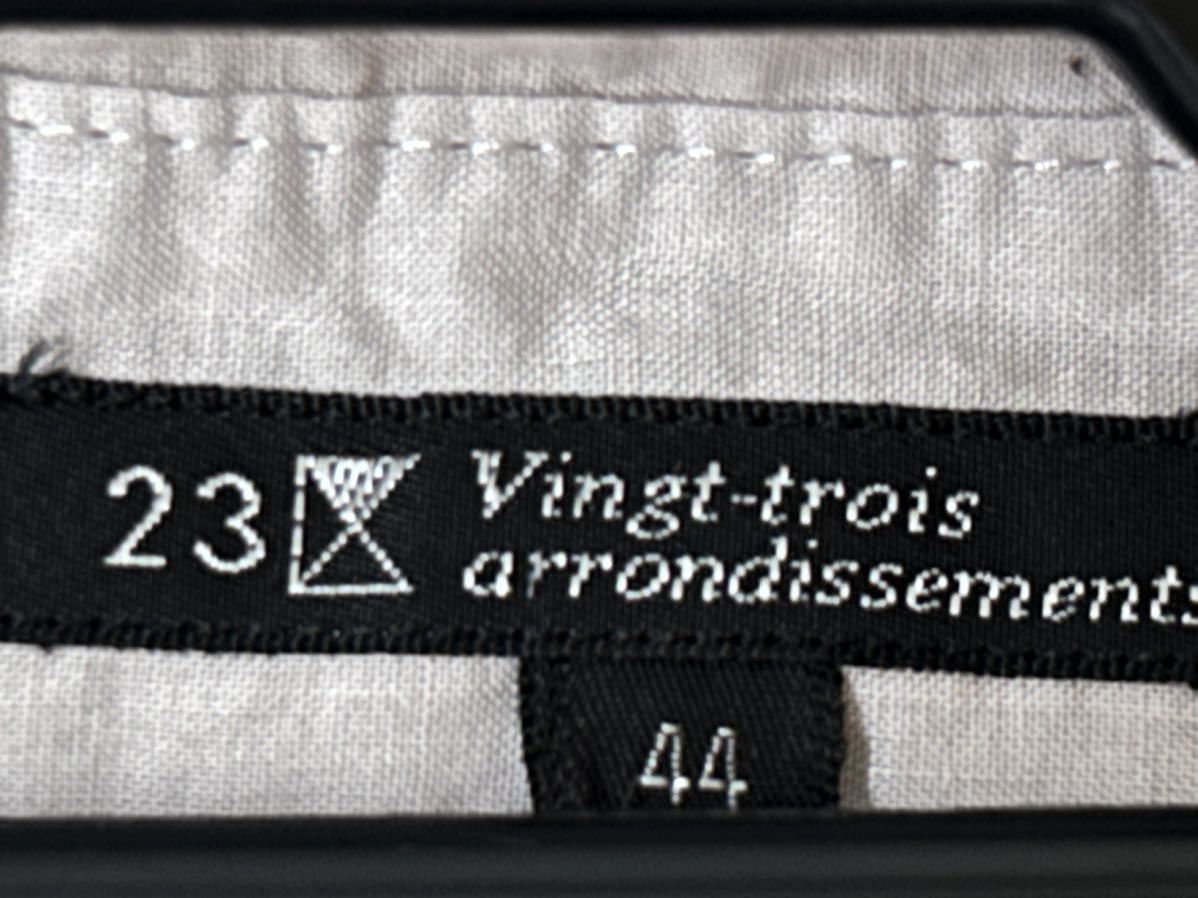 23 Vingt-trois
arrondissements
44